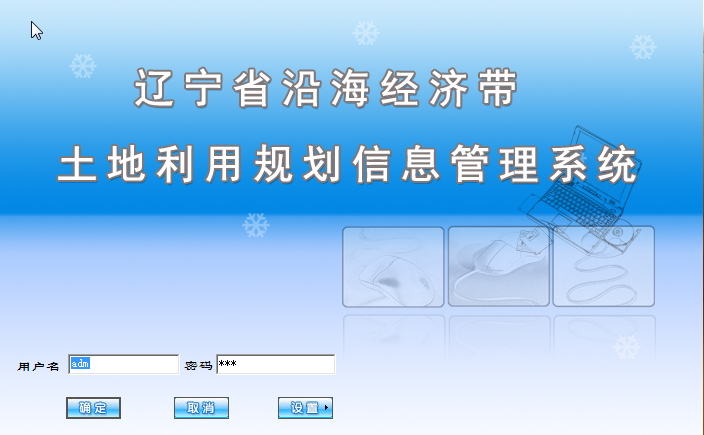 辽宁省沿海经济带
土地利用规划信息管理系统
用户名 adm 密码 ***
确定 取消 设置